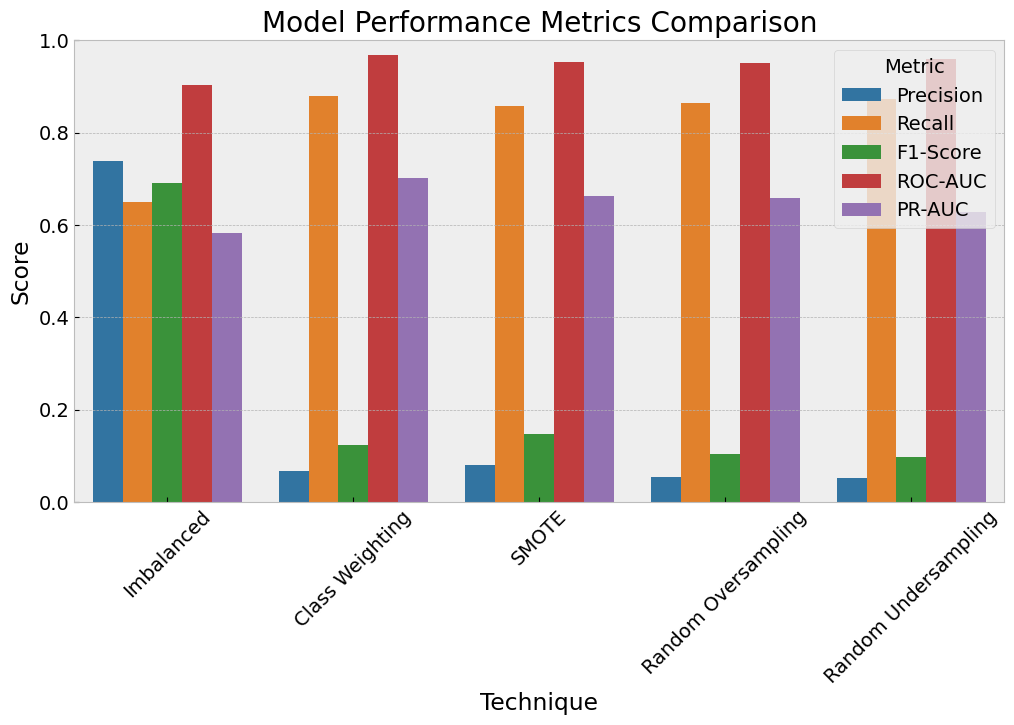 Model Performance Metrics Comparison
Score
1.0
0.8
0.6
0.4
0.2
0.0
Metric
Precision
Recall
F1-Score
ROC-AUC
PR-AUC
Imbalanced
Class Weighting
SMOTE
Random Oversampling
Random Undersampling
Technique